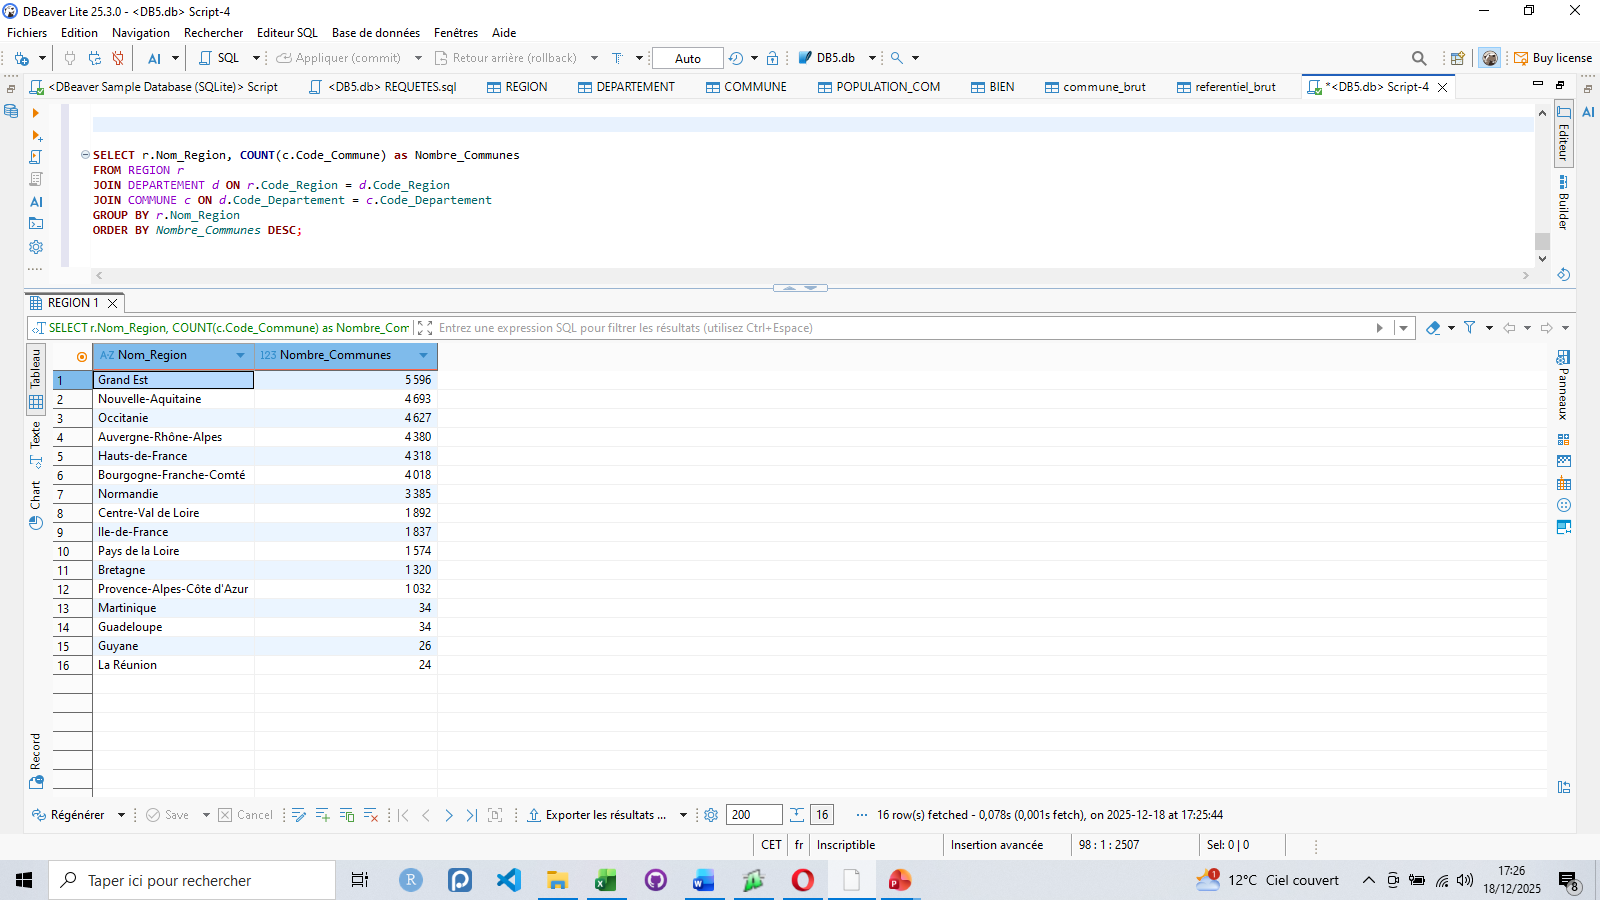 DBeaver Lite 25.3.0 - <DB5.db> Script-4
Fichiers Edition Navigation Rechercher Editeur SQL Base de données Fenêtres Aide
AI SQL Appliquer (commit) Retour arrière (rollback) T Auto DB5.db Buy license
<DBeaver Sample Database (SQLite)> Script <DB5.db> REQUETES.sql REGION DEPARTEMENT COMMUNE POPULATION_COM BIEN commune_brut referentiel_brut *<DB5.db> Script-4
AI
SELECT r.Nom_Region, COUNT(c.Code_Commune) as Nombre_Communes
FROM REGION r
JOIN DEPARTEMENT d ON r.Code_Region = d.Code_Region
JOIN COMMUNE c ON d.Code_Departement = c.Code_Departement
GROUP BY r.Nom_Region
ORDER BY Nombre_Communes DESC;
AI
Editeur
Builder
REGION 1
SELECT r.Nom_Region, COUNT(c.Code_Commune) as Nombre_Com Entrez une expression SQL pour filtrer les résultats (utilisez Ctrl+Espace)
Tableau
Texte
Chart
Record
Panneaux
A-Z Nom_Region 123 Nombre_Communes
1 Grand Est 5 596
2 Nouvelle-Aquitaine 4 693
3 Occitanie 4 627
4 Auvergne-Rhône-Alpes 4 380
5 Hauts-de-France 4 318
6 Bourgogne-Franche-Comté 4 018
7 Normandie 3 385
8 Centre-Val de Loire 1 892
9 Ile-de-France 1 837
10 Pays de la Loire 1 574
11 Bretagne 1 320
12 Provence-Alpes-Côte d'Azur 1 032
13 Martinique 34
14 Guadeloupe 34
15 Guyane 26
16 La Réunion 24
Régénérer Save Cancel Exporter les résultats ... 200 16 16 row(s) fetched - 0,078s (0,001s fetch), on 2025-12-18 at 17:25:44
CET fr Inscriptible Insertion avancée 98 : 1 : 2507 Sel: 0 | 0
Taper ici pour rechercher 1 12°C Ciel couvert 17:26
18/12/2025 8